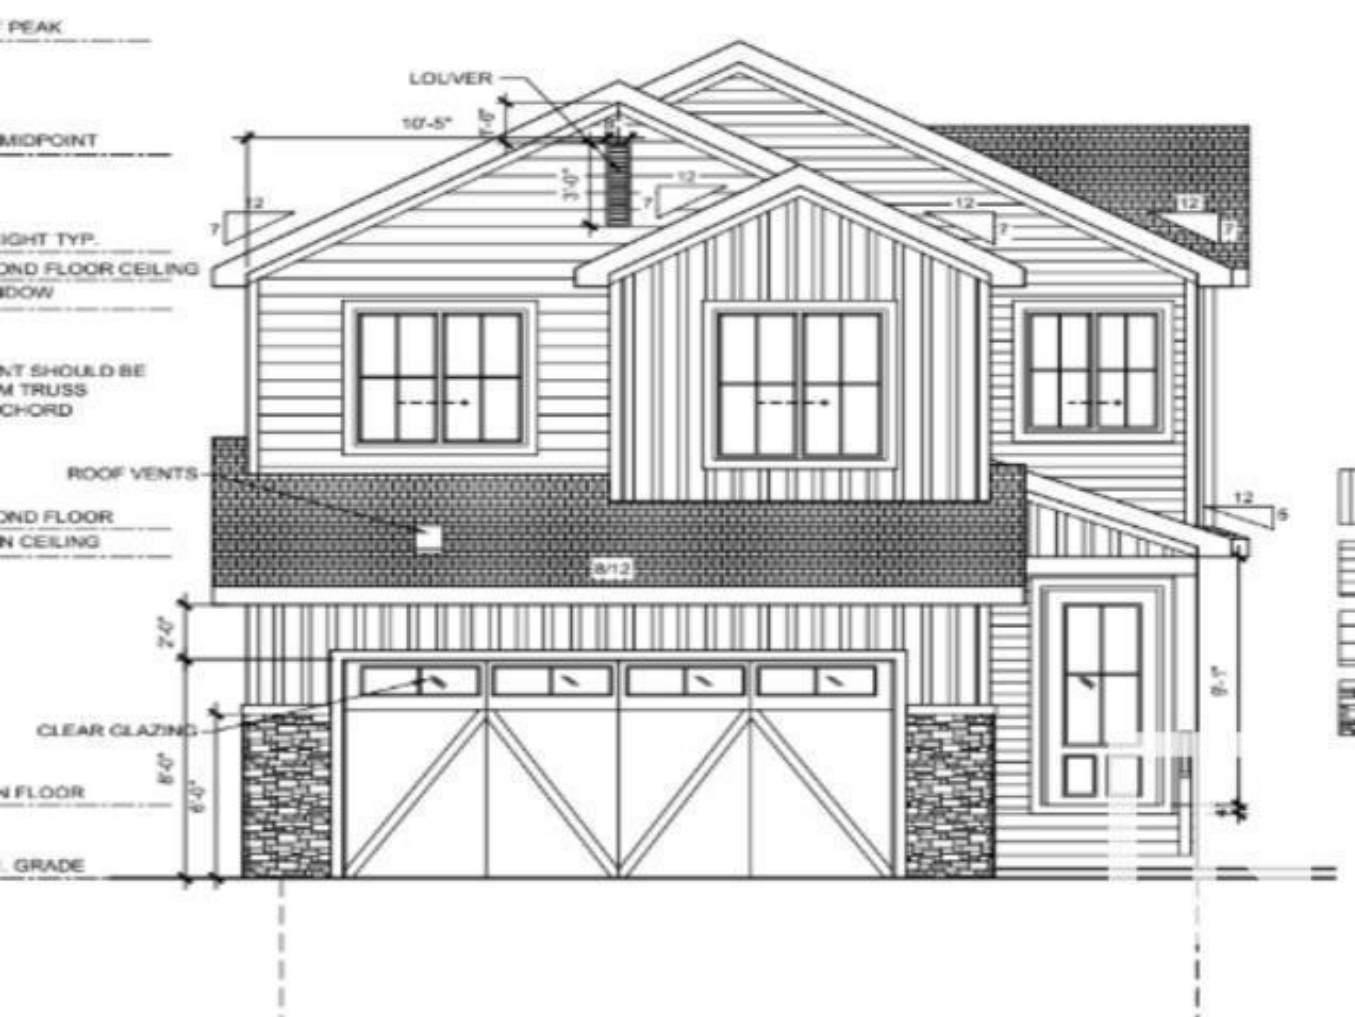 PEAK
LOUVER
10'-5"
1'-6"
MIDPOINT
3'-0"
12
7
12
7
12
7
12
7
IGHT TYP.
OND FLOOR CEILING
NDOW
NT SHOULD BE
M TRUSS
CHORD
ROOF VENTS
12
6
OND FLOOR
N CEILING
8/12
2'-0"
9'-1"
CLEAR GLAZING
8'-0"
6'-0"
N FLOOR
. GRADE